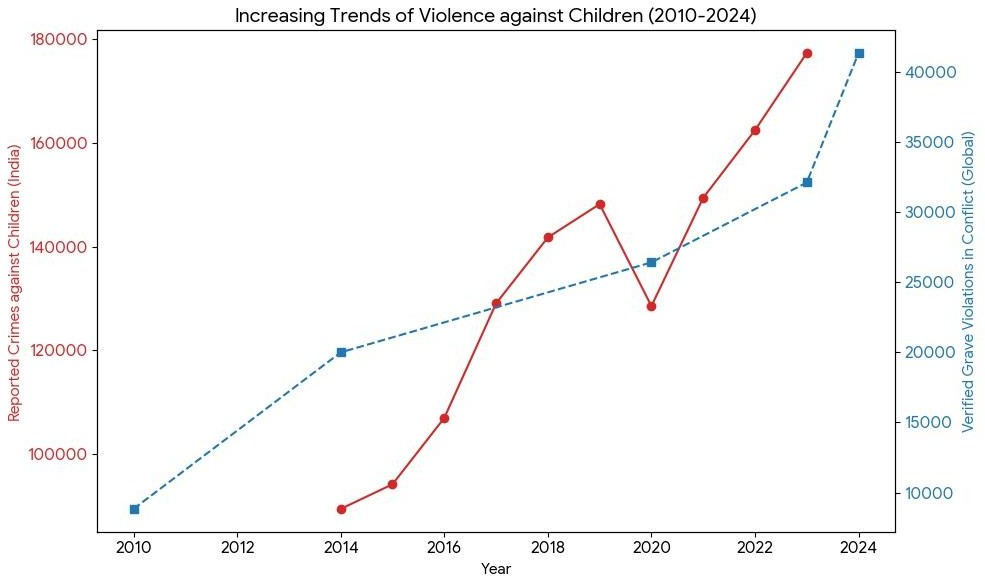 Increasing Trends of Violence against Children (2010-2024)
Reported Crimes against Children (India)
180000
160000
140000
120000
100000
40000
35000
30000
25000
20000
15000
10000
Verified Grave Violations in Conflict (Global)
2010 2012 2014 2016 2018 2020 2022 2024
Year